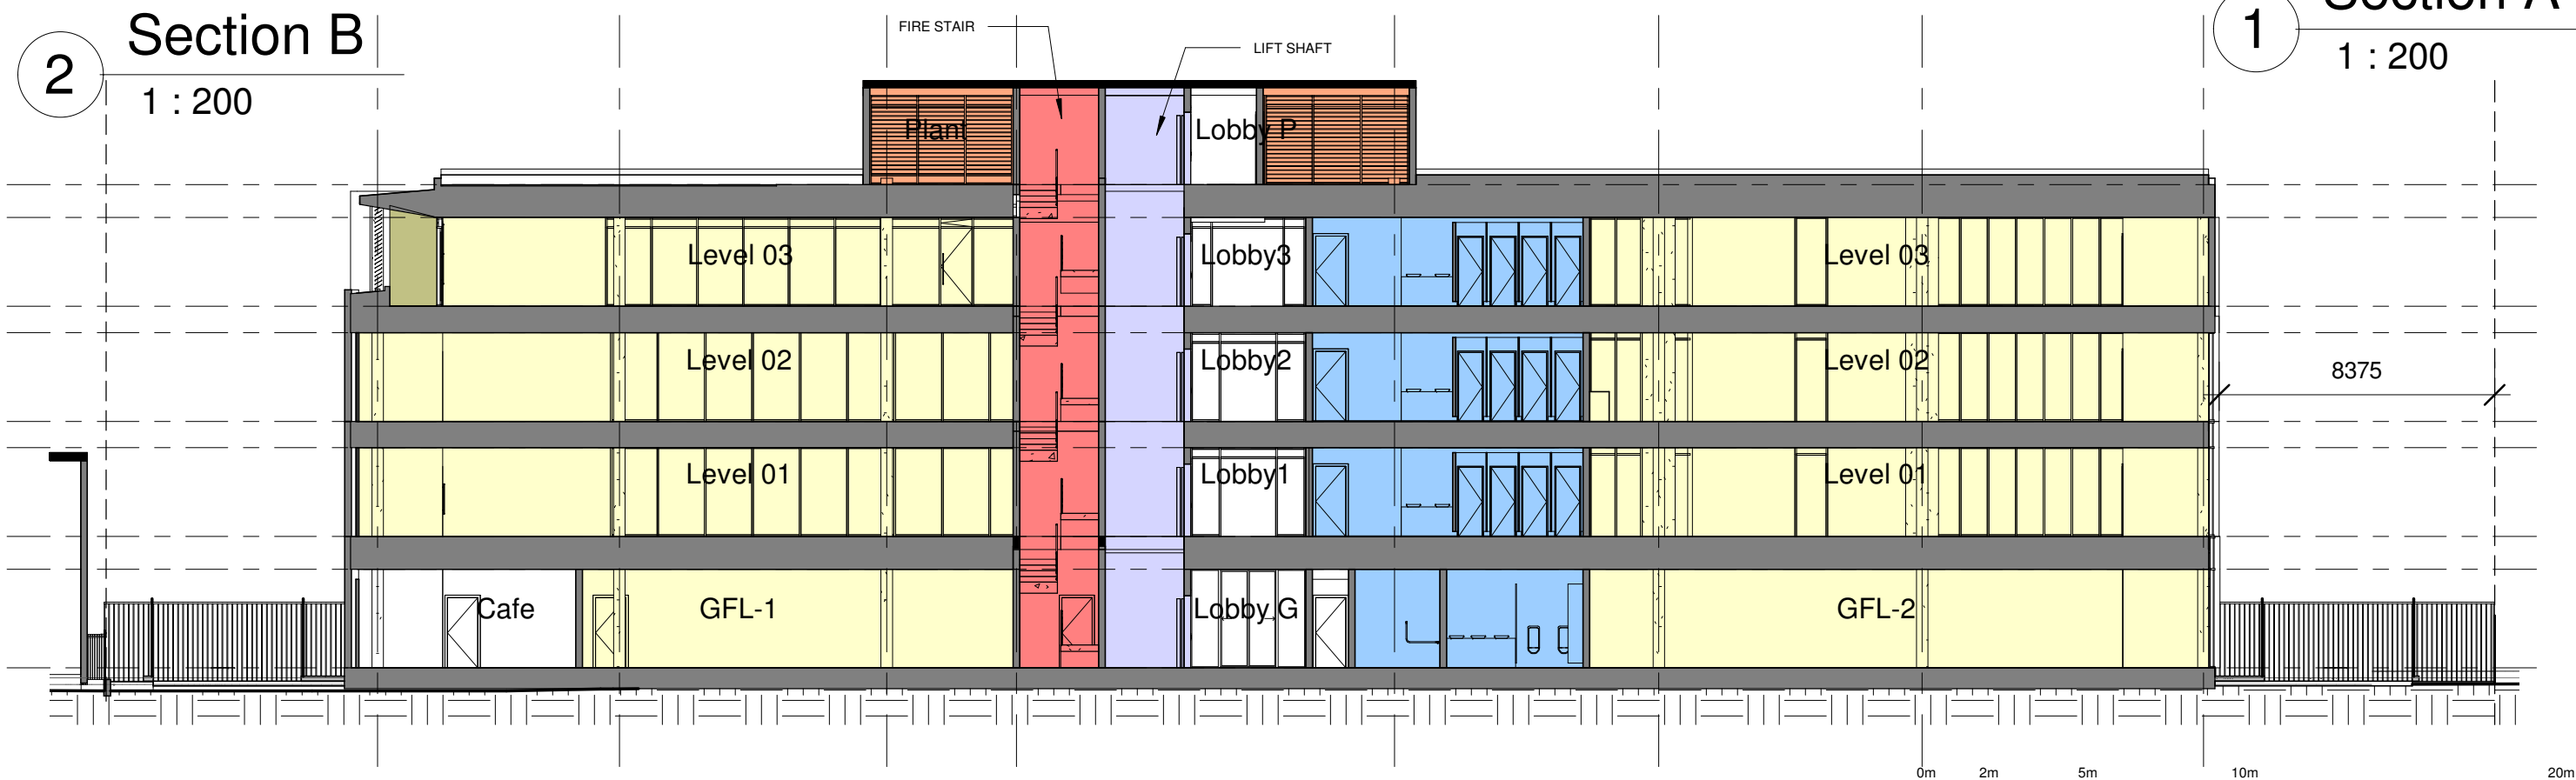 Section B
2
1 : 200
FIRE STAIR
LIFT SHAFT
Section A
1
1 : 200
Plant
Lobby P
Level 03
Lobby3
Level 03
Level 02
Lobby2
Level 02
8375
Level 01
Lobby1
Level 01
Cafe
GFL-1
Lobby G
GFL-2
0m 2m 5m 10m 20m